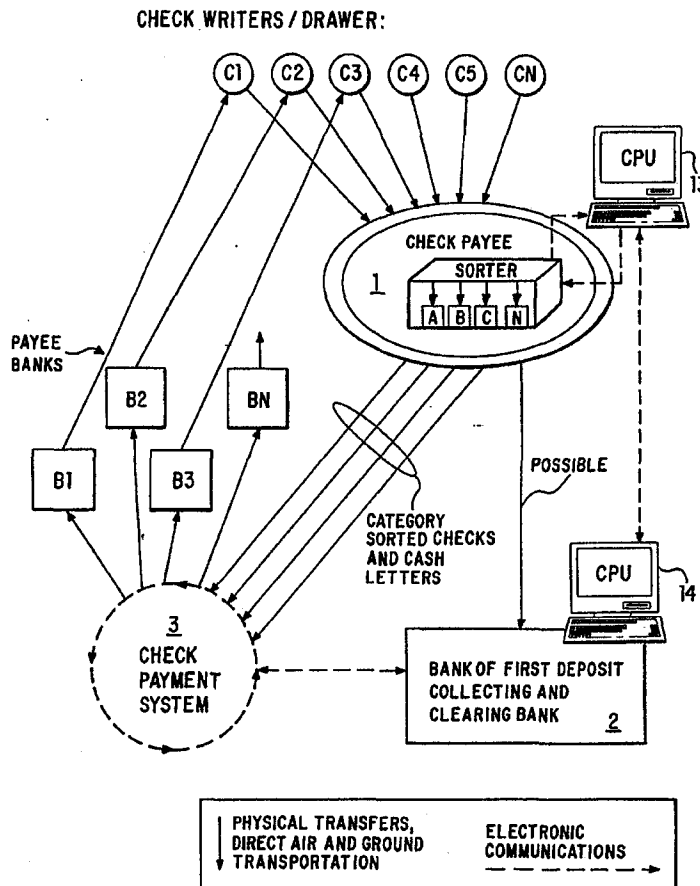 CHECK WRITERS / DRAWER:
C1 C2 C3 C4 C5 CN
CPU
13
CHECK PAYEE
1
SORTER
A B C N
PAYEE
BANKS
B2
BN
B1
B3
POSSIBLE
CATEGORY
SORTED CHECKS
AND CASH
LETTERS
CPU
14
3
CHECK
PAYMENT
SYSTEM
BANK OF FIRST DEPOSIT
COLLECTING AND
CLEARING BANK
2
PHYSICAL TRANSFERS,
DIRECT AIR AND GROUND
TRANSPORTATION
ELECTRONIC
COMMUNICATIONS